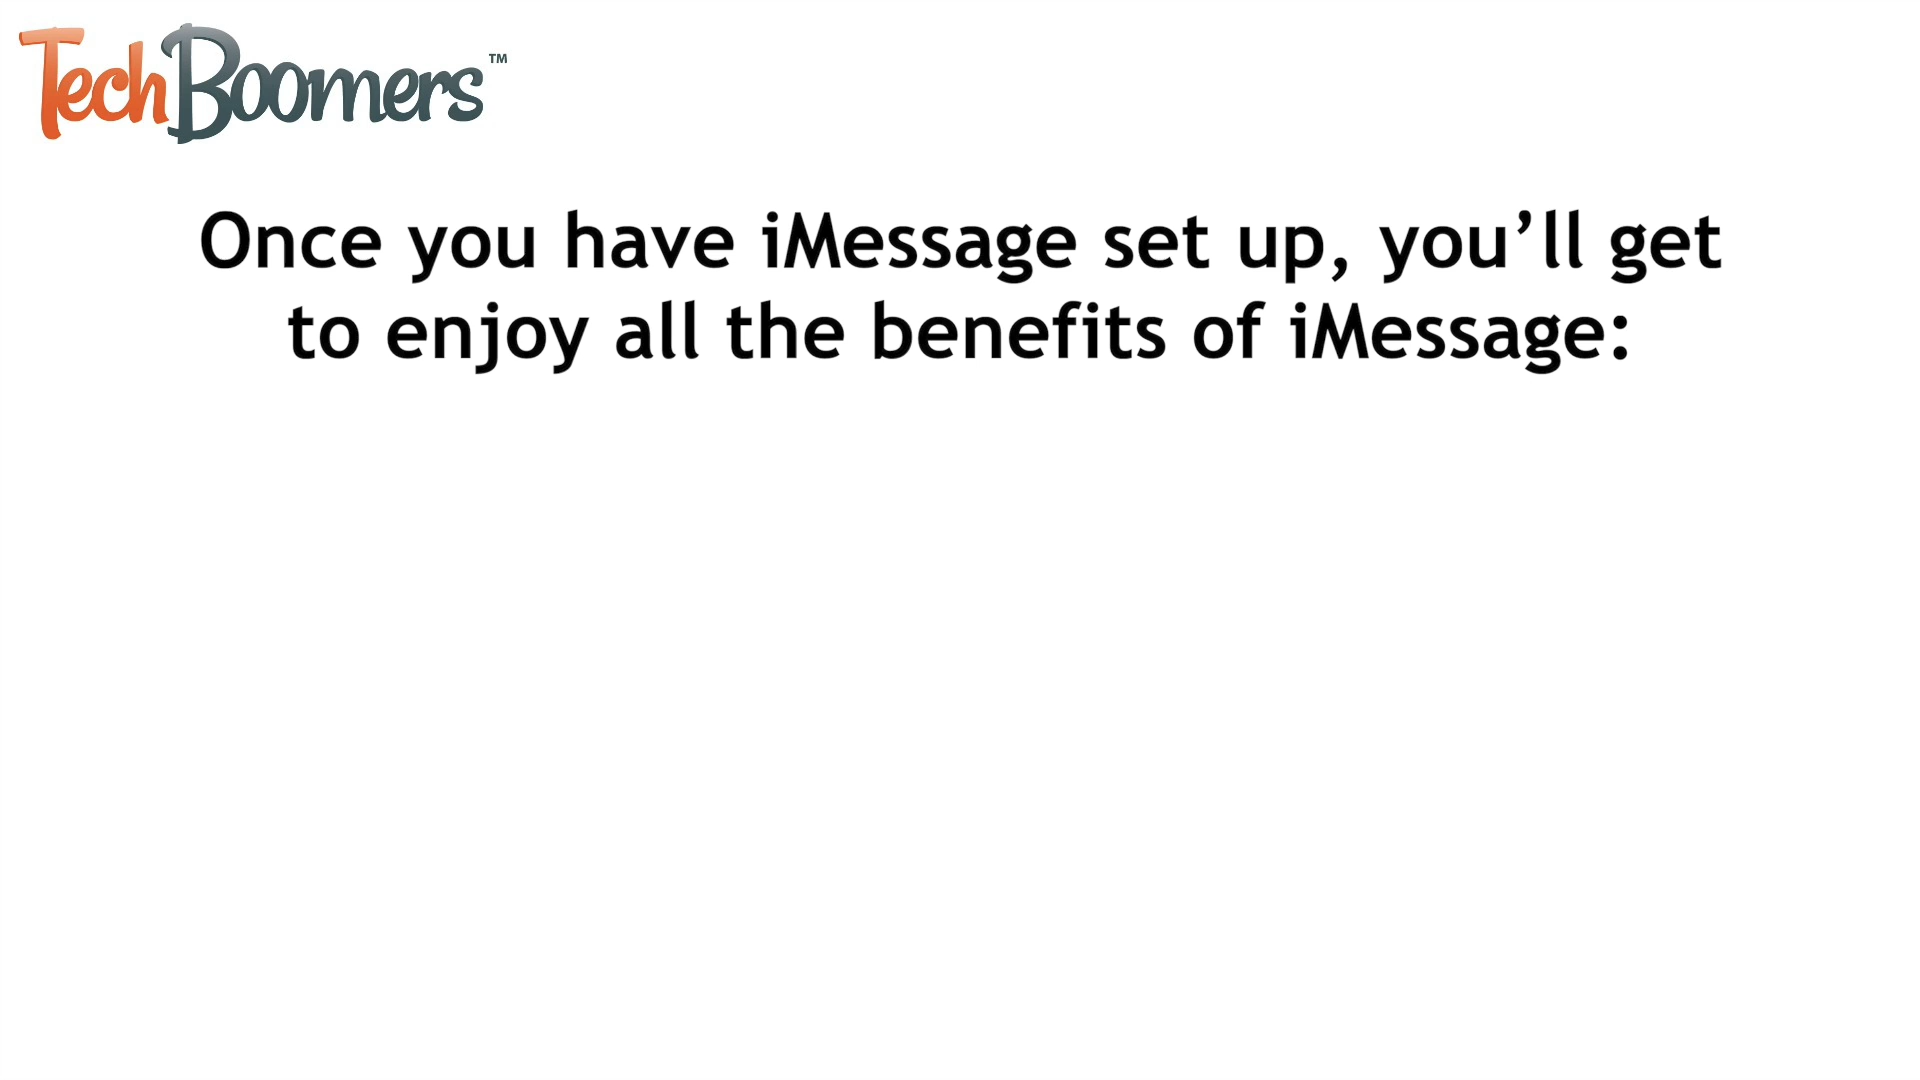 TechBoomers™
Once you have iMessage set up, you’ll get
to enjoy all the benefits of iMessage: